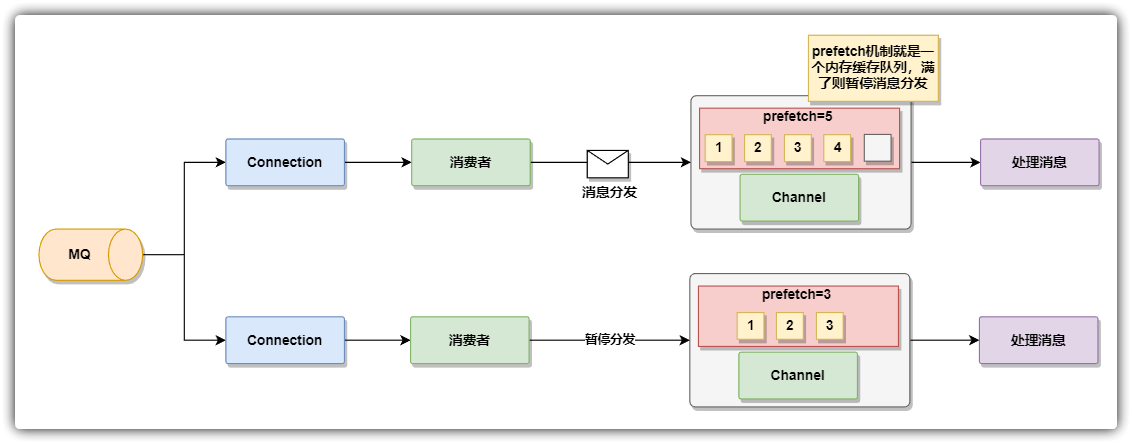 prefetch机制就是一
个内存缓存队列，满
了则暂停消息分发
prefetch=5
1 2 3 4
Connection
消费者
消息分发
Channel
处理消息
MQ
prefetch=3
1 2 3
Connection
消费者
暂停分发
Channel
处理消息